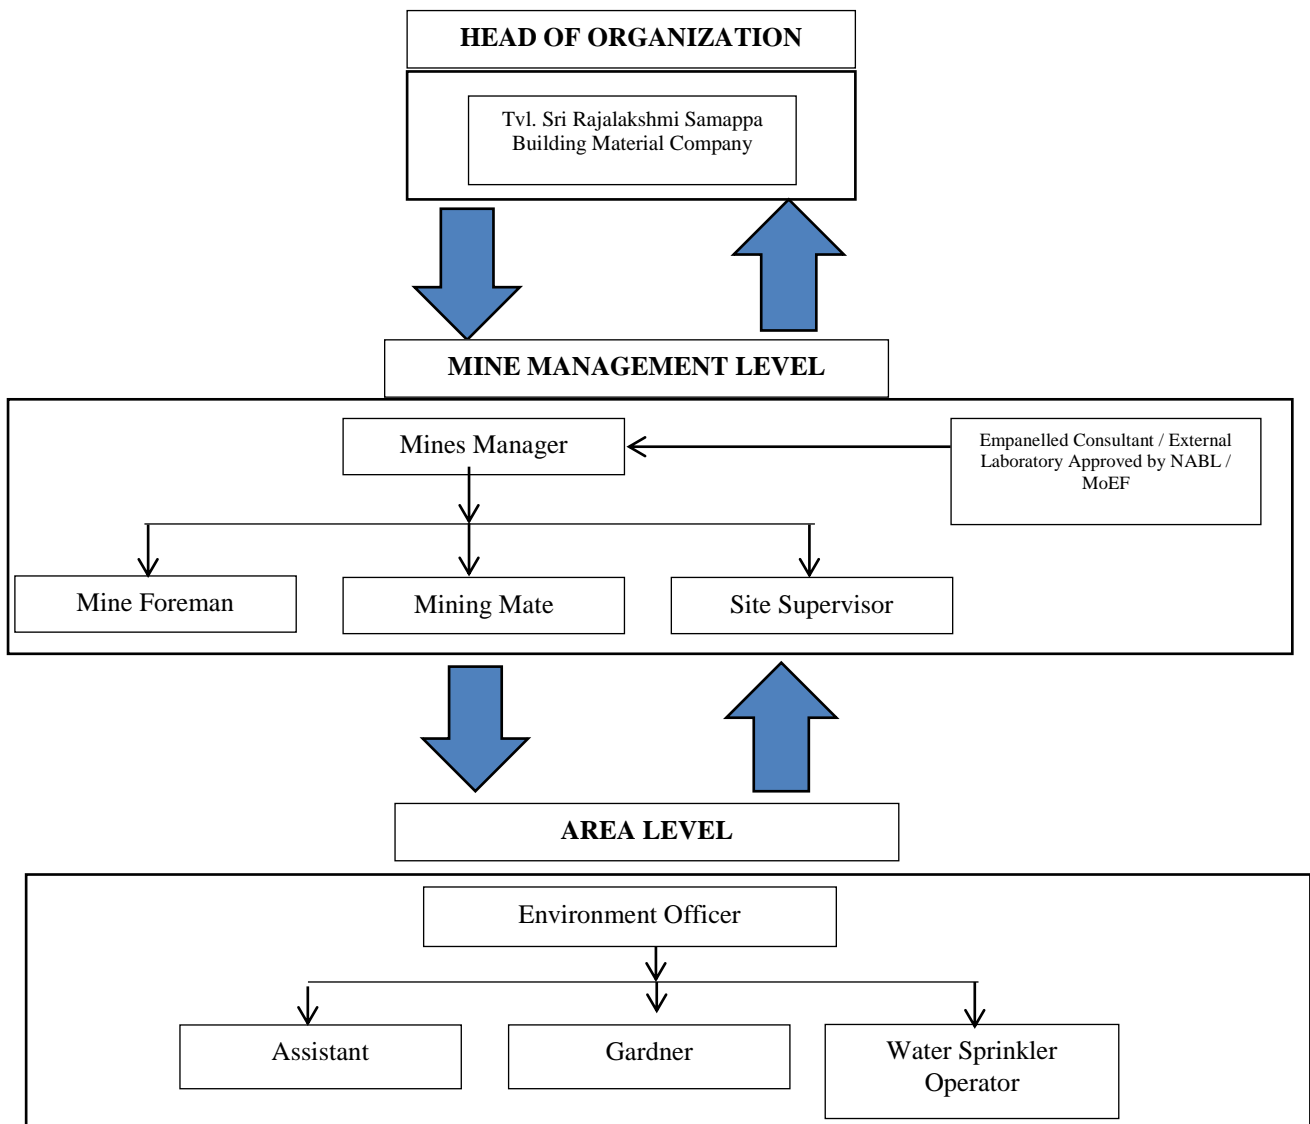 HEAD OF ORGANIZATION
Tvl. Sri Rajalakshmi Samappa
Building Material Company
MINE MANAGEMENT LEVEL
Mines Manager
Empanelled Consultant / External
Laboratory Approved by NABL /
MoEF
Mine Foreman
Mining Mate
Site Supervisor
AREA LEVEL
Environment Officer
Assistant
Gardner
Water Sprinkler
Operator